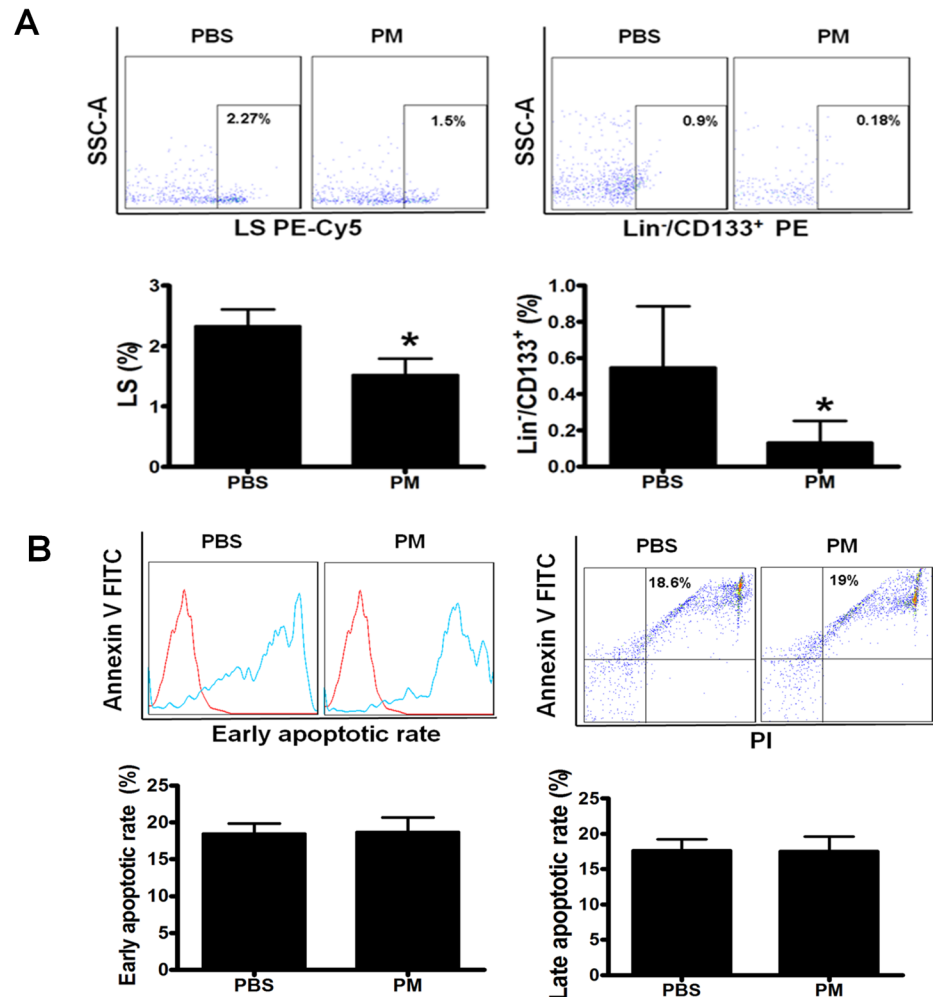 A
PBS PM PBS PM
SSC-A
2.27% 1.5%
SSC-A
0.9% 0.18%
LS PE-Cy5 Lin⁻/CD133⁺ PE
LS (%)
3
2
1
0
*
PBS PM
Lin⁻/CD133⁺ (%)
1.0
0.8
0.6
0.4
0.2
0.0
*
PBS PM
B
PBS PM PBS PM
Annexin V FITC
Early apoptotic rate
Annexin V FITC
18.6% 19%
PI
Early apoptotic rate (%)
25
20
15
10
5
0
PBS PM
Late apoptotic rate (%)
25
20
15
10
5
0
PBS PM